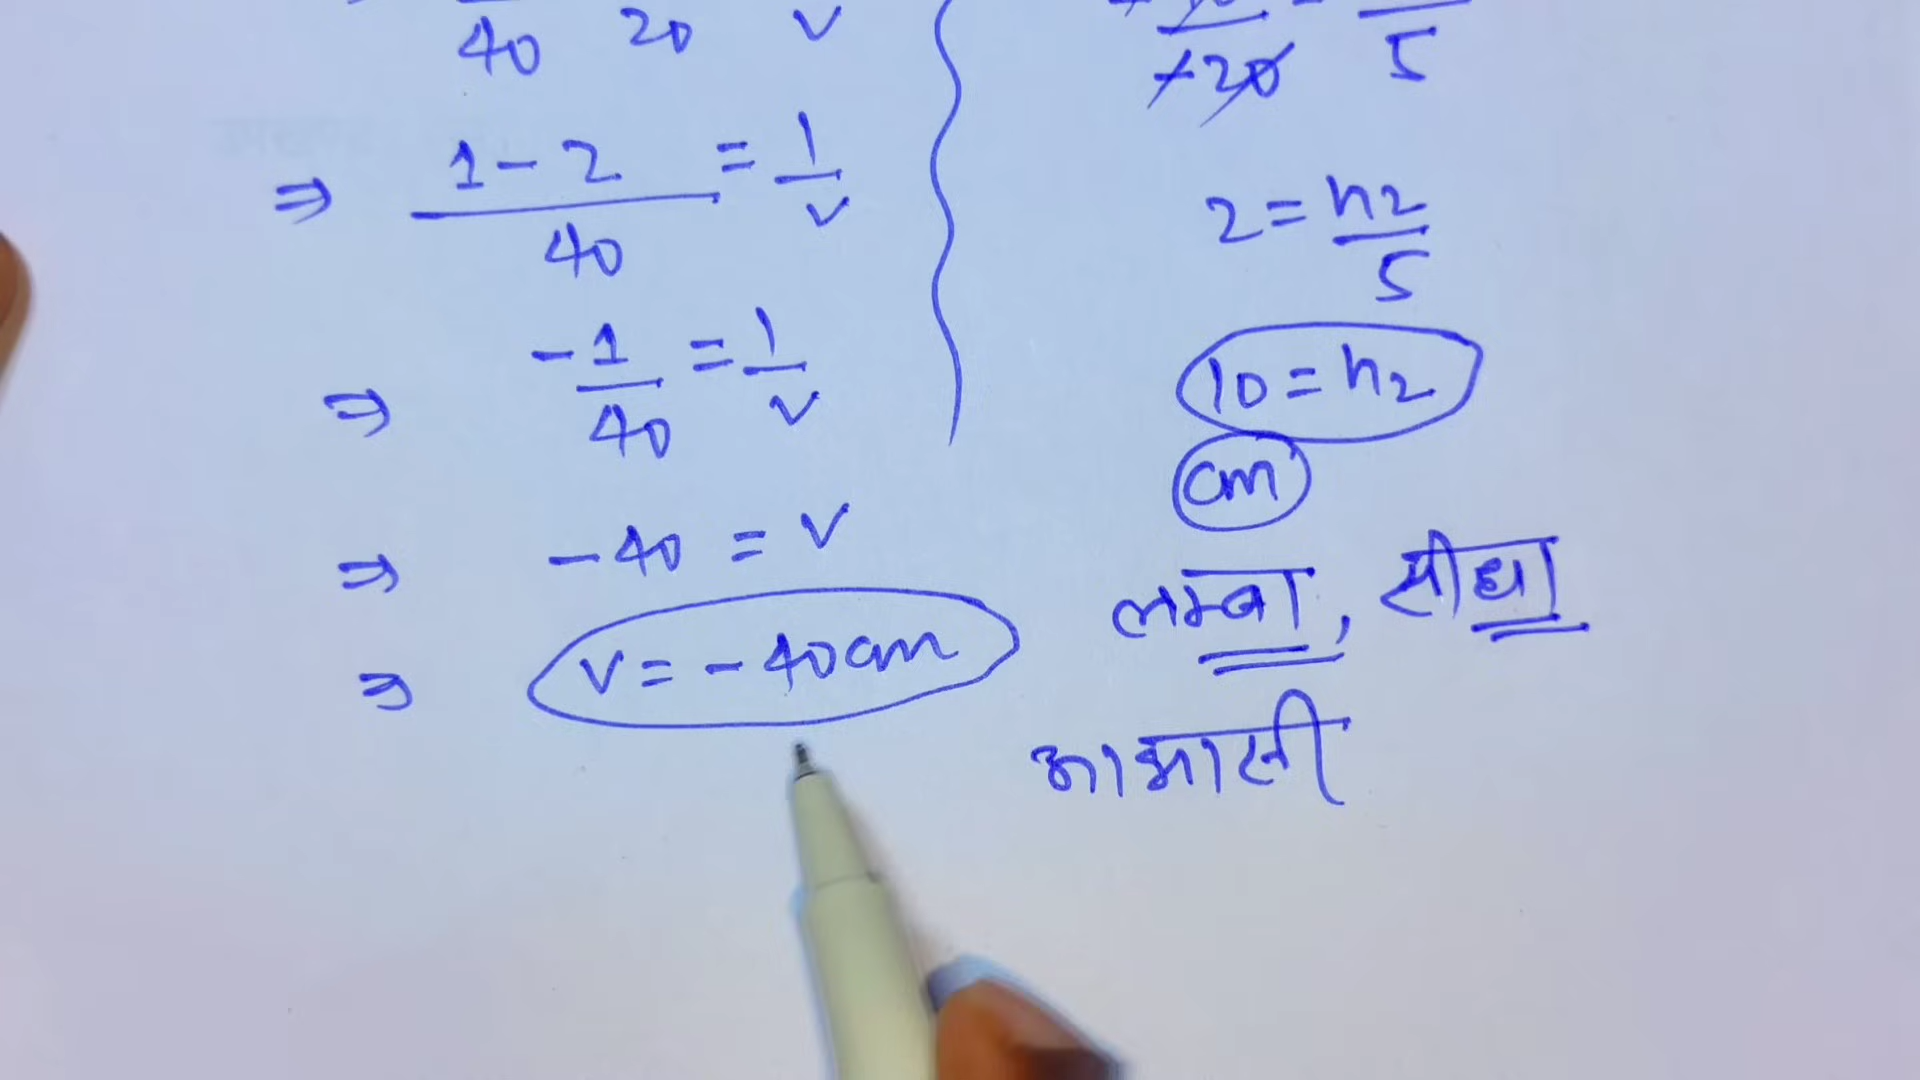 40 20 v
⇒ 1-2/40 = 1/v
⇒ -1/40 = 1/v
⇒ -40 = v
⇒ v = -40cm
-20 5
2 = h2/5
10 = h2
cm
लम्बा, सीधा
आभासी